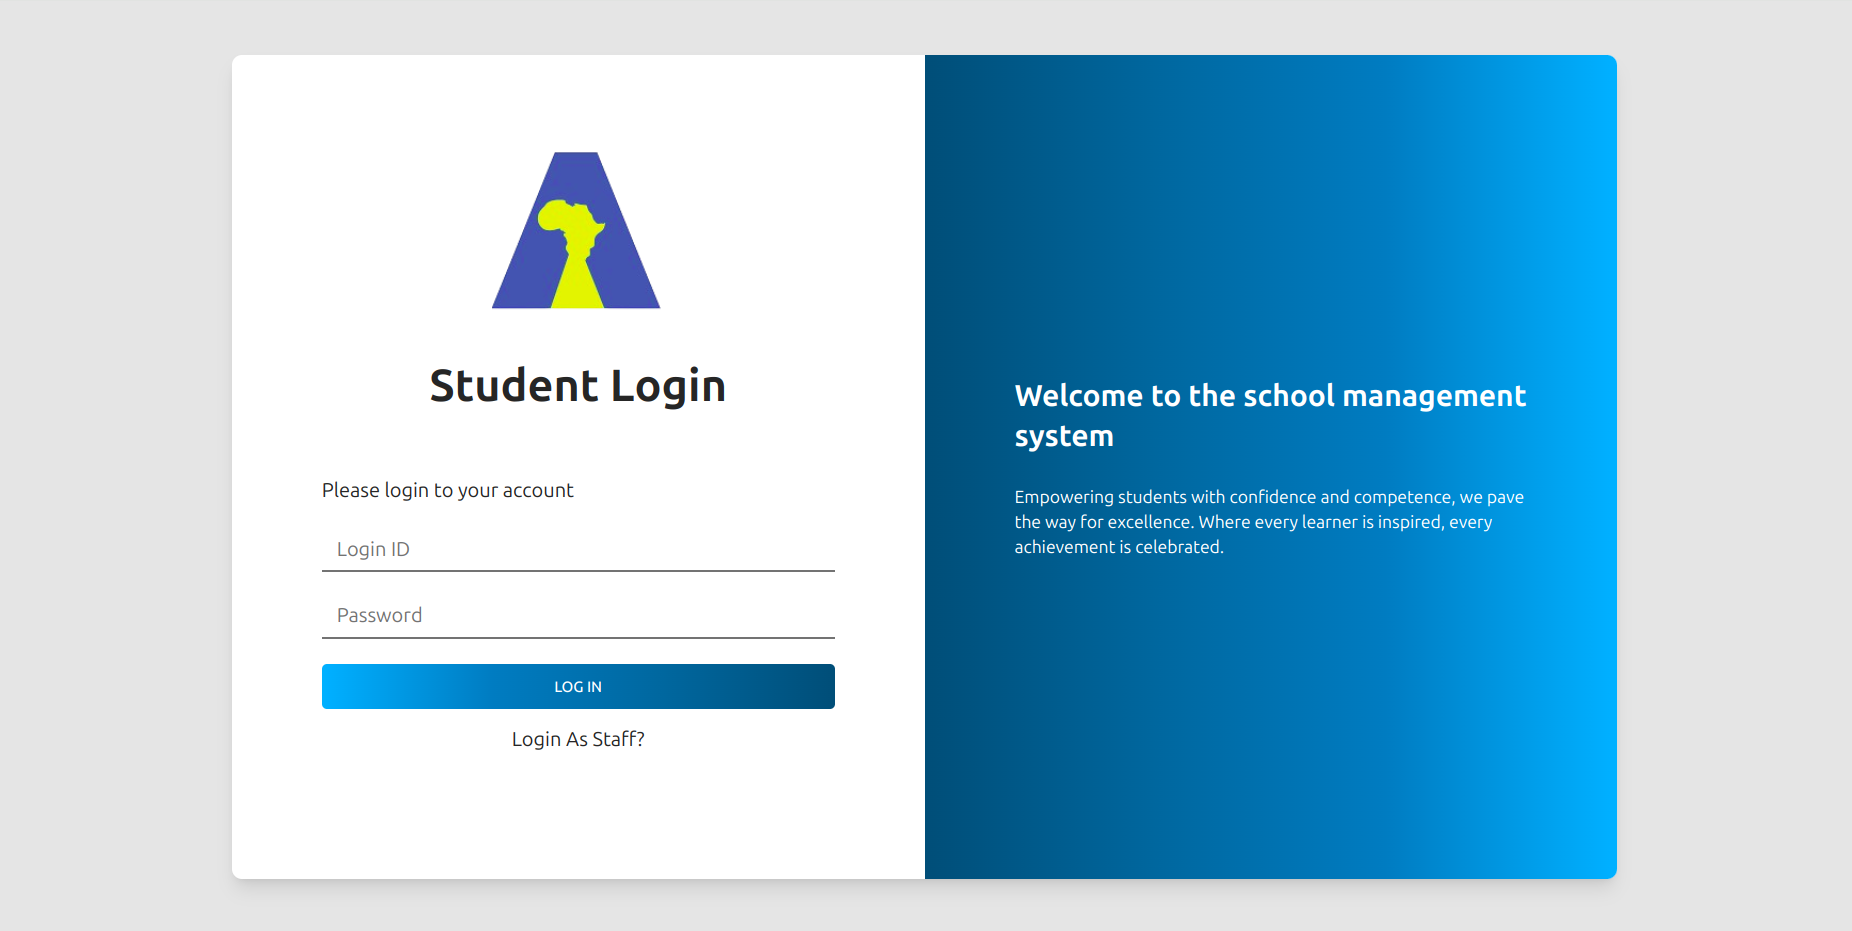 Student Login
Please login to your account
Login ID
Password
LOG IN
Login As Staff?
Welcome to the school management
system
Empowering students with confidence and competence, we pave
the way for excellence. Where every learner is inspired, every
achievement is celebrated.